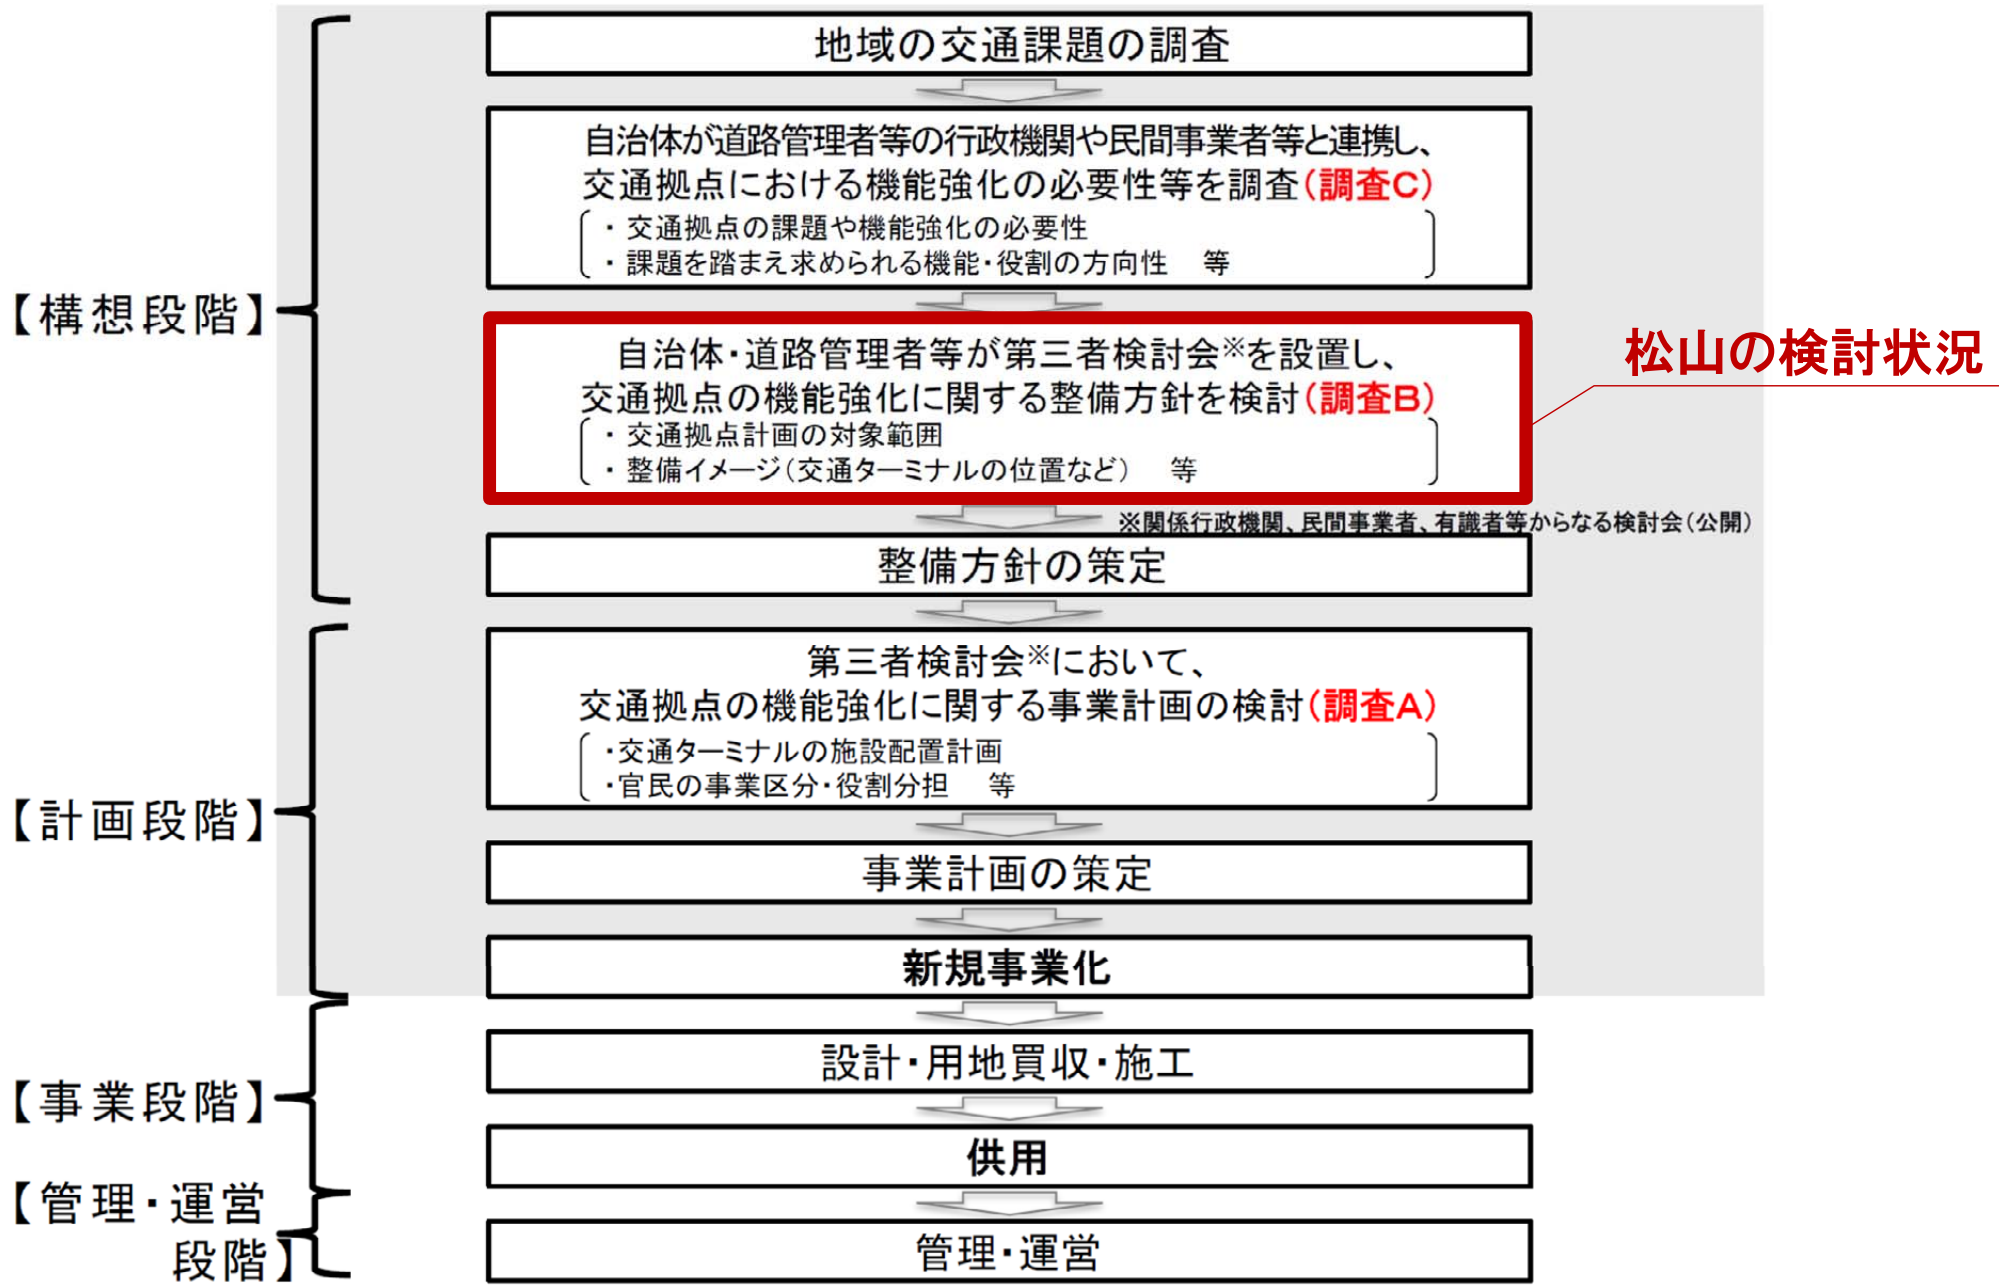 地域の交通課題の調査
自治体が道路管理者等の行政機関や民間事業者等と連携し、
交通拠点における機能強化の必要性等を調査(調査C)
・交通拠点の課題や機能強化の必要性
・課題を踏まえ求められる機能・役割の方向性　等
【構想段階】
自治体・道路管理者等が第三者検討会※を設置し、
交通拠点の機能強化に関する整備方針を検討(調査B)
・交通拠点計画の対象範囲
・整備イメージ(交通ターミナルの位置など)　等
松山の検討状況
※関係行政機関、民間事業者、有識者等からなる検討会(公開)
整備方針の策定
第三者検討会※において、
交通拠点の機能強化に関する事業計画の検討(調査A)
・交通ターミナルの施設配置計画
・官民の事業区分・役割分担　等
【計画段階】
事業計画の策定
新規事業化
設計・用地買収・施工
【事業段階】
供用
【管理・運営
段階】
管理・運営